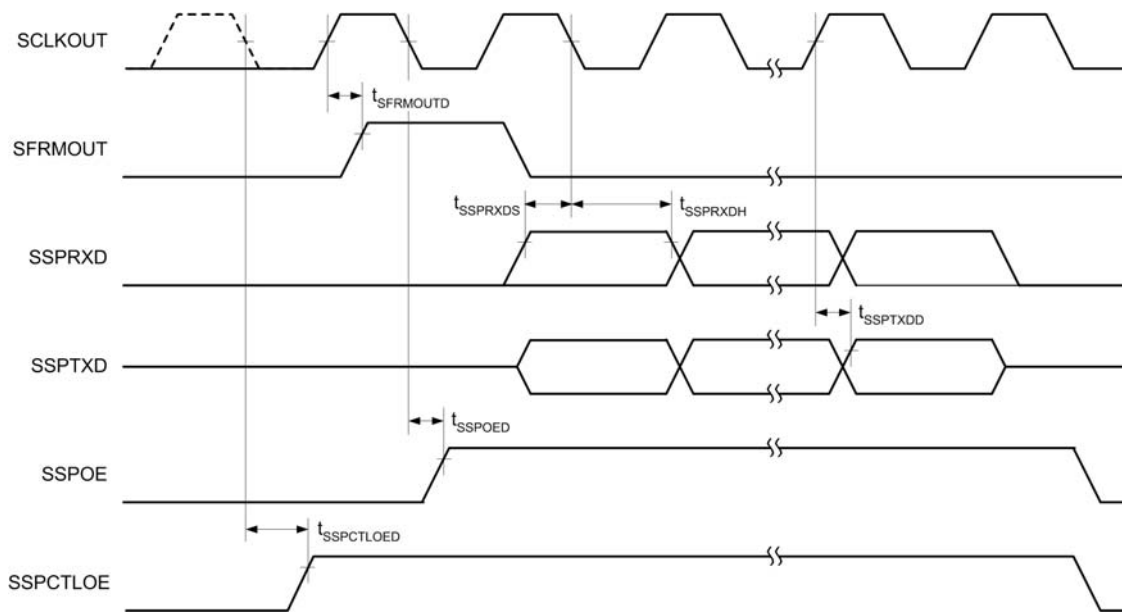 SCLKOUT
tSFRMOUTD
SFRMOUT
tSSPRXDS
tSSPRXDH
SSPRXD
tSSPTXDD
SSPTXD
tSSPOED
SSPOE
tSSPCTLOED
SSPCTLOE